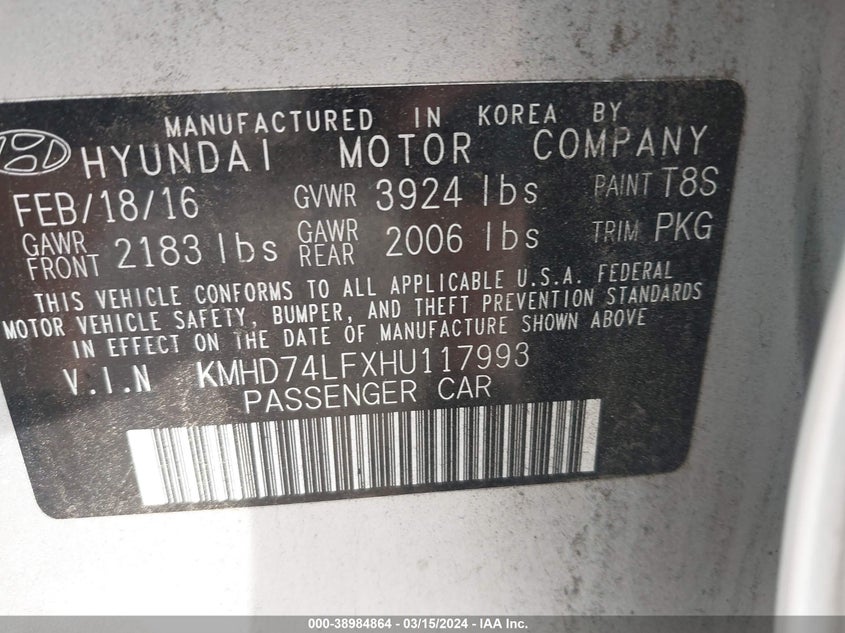 MANUFACTURED IN KOREA BY
HYUNDAI MOTOR COMPANY
FEB/18/16 GVWR 3924 lbs PAINT T8S
GAWR FRONT 2183 lbs GAWR REAR 2006 lbs TRIM PKG
THIS VEHICLE CONFORMS TO ALL APPLICABLE U.S.A. FEDERAL
MOTOR VEHICLE SAFETY, BUMPER, AND THEFT PREVENTION STANDARDS
IN EFFECT ON THE DATE OF MANUFACTURE SHOWN ABOVE
V.I.N KMHD74LFXHU117993
PASSENGER CAR
000-38984864 - 03/15/2024 - IAA Inc.